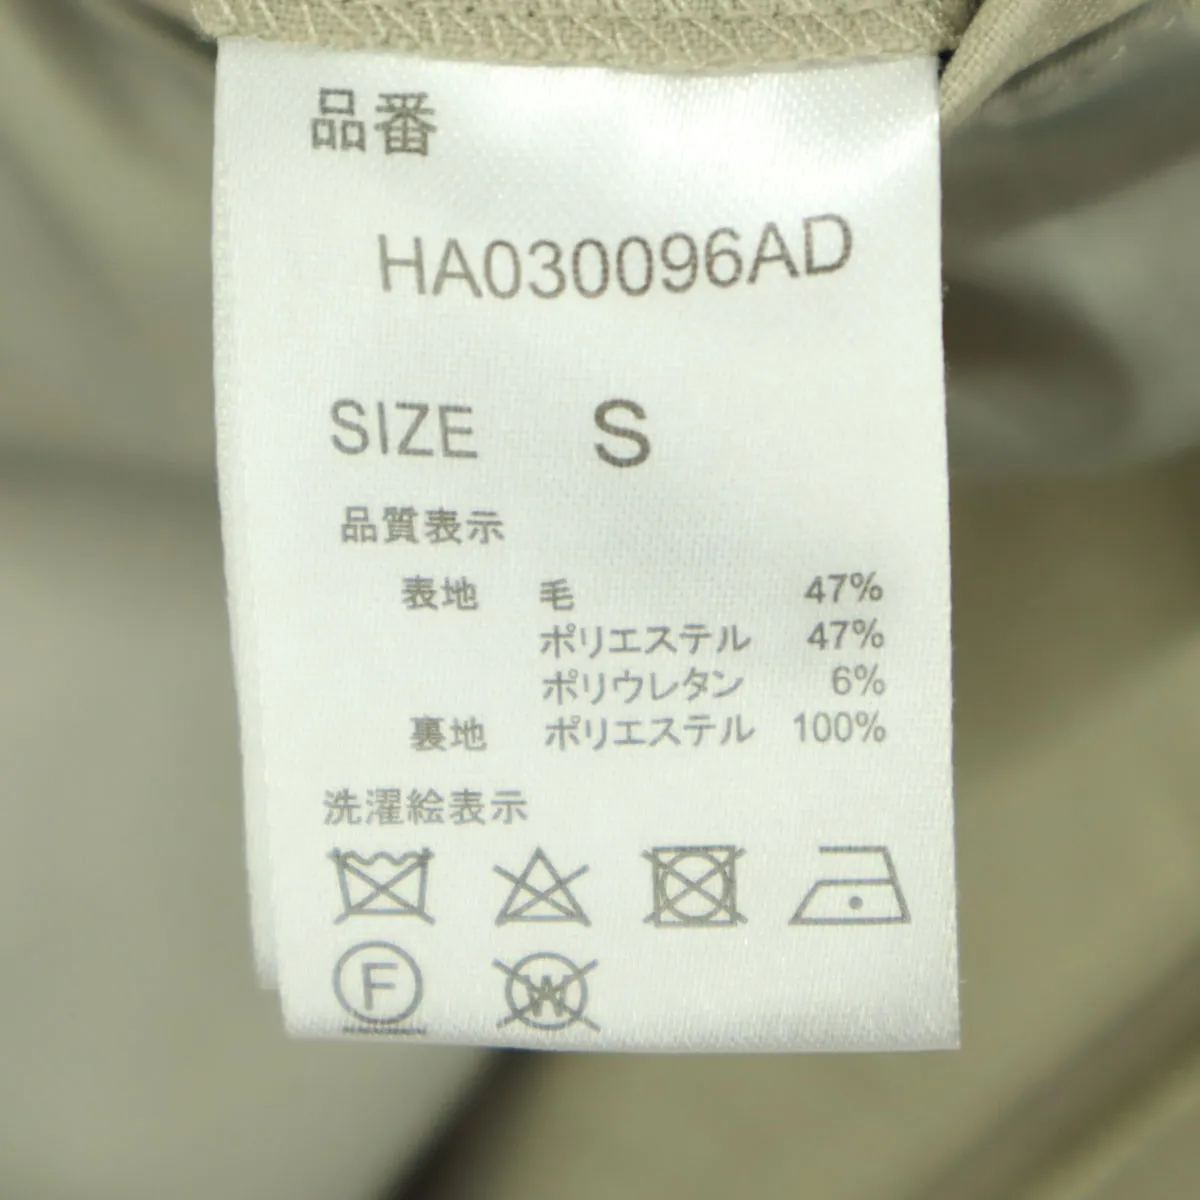 品番
HA030096AD
SIZE S
品質表示
表地 毛 47%
ポリエステル 47%
ポリウレタン 6%
裏地 ポリエステル 100%
洗濯絵表示
F W